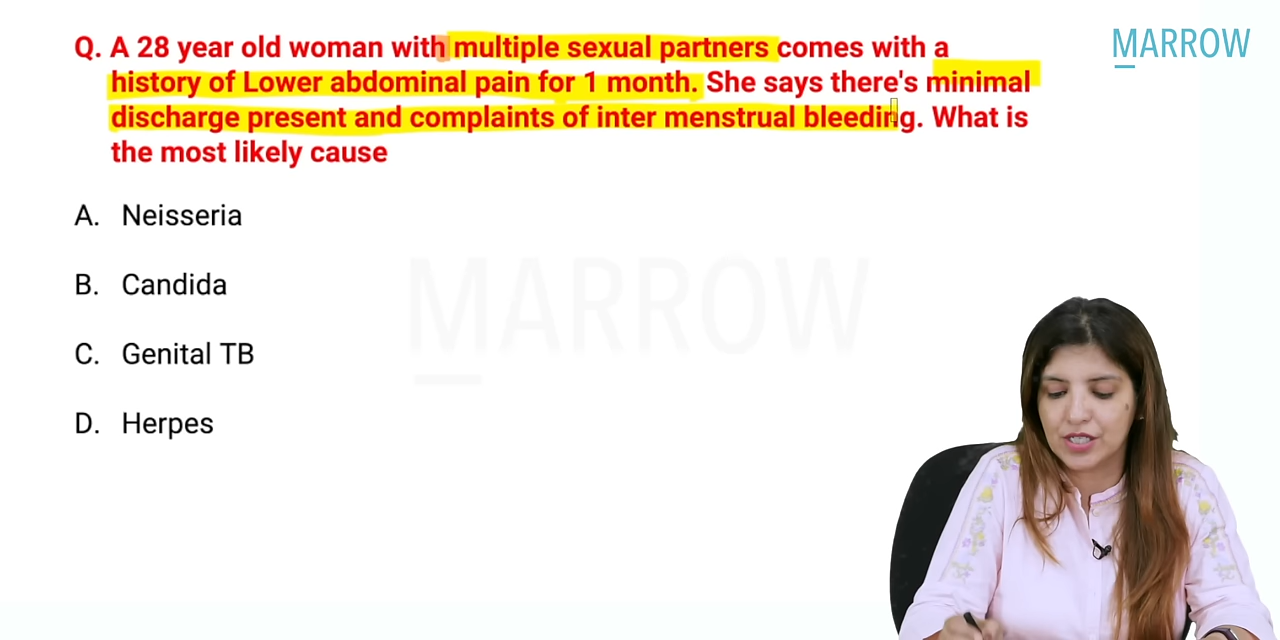 MARROW
Q. A 28 year old woman with multiple sexual partners comes with a
history of Lower abdominal pain for 1 month. She says there's minimal
discharge present and complaints of inter menstrual bleeding. What is
the most likely cause
A. Neisseria
B. Candida
MARROW
C. Genital TB
D. Herpes